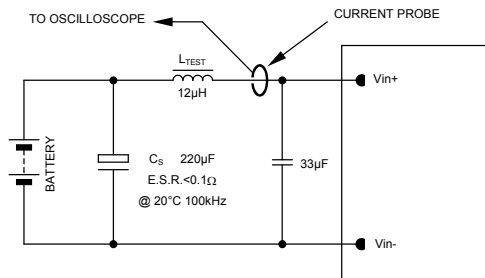 TO OSCILLOSCOPE
CURRENT PROBE
LTEST
12µH
Vin+
BATTERY
CS 220µF
E.S.R.<0.1Ω
@ 20°C 100kHz
33µF
Vin-